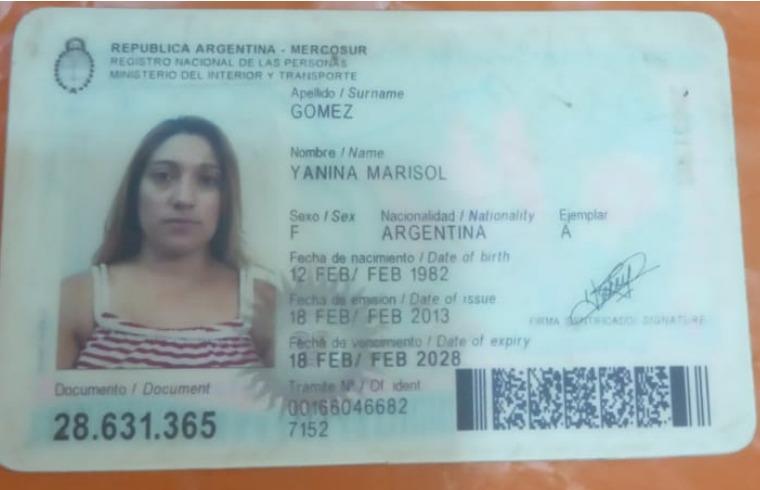 REPUBLICA ARGENTINA - MERCOSUR
REGISTRO NACIONAL DE LAS PERSONAS
MINISTERIO DEL INTERIOR Y TRANSPORTE
Apellido / Surname
GOMEZ
Nombre / Name
YANINA MARISOL
Sexo / Sex Nacionalidad / Nationality Ejemplar
F ARGENTINA A
Fecha de nacimiento / Date of birth
12 FEB/ FEB 1982
Fecha de emisión / Date of issue
18 FEB/ FEB 2013
FIRMA IDENTIFICADO/ SIGNATURE
Fecha de vencimiento / Date of expiry
18 FEB/ FEB 2028
Documento / Document
28.631.365
Tramite Nº / Of. ident
00168046682
7152